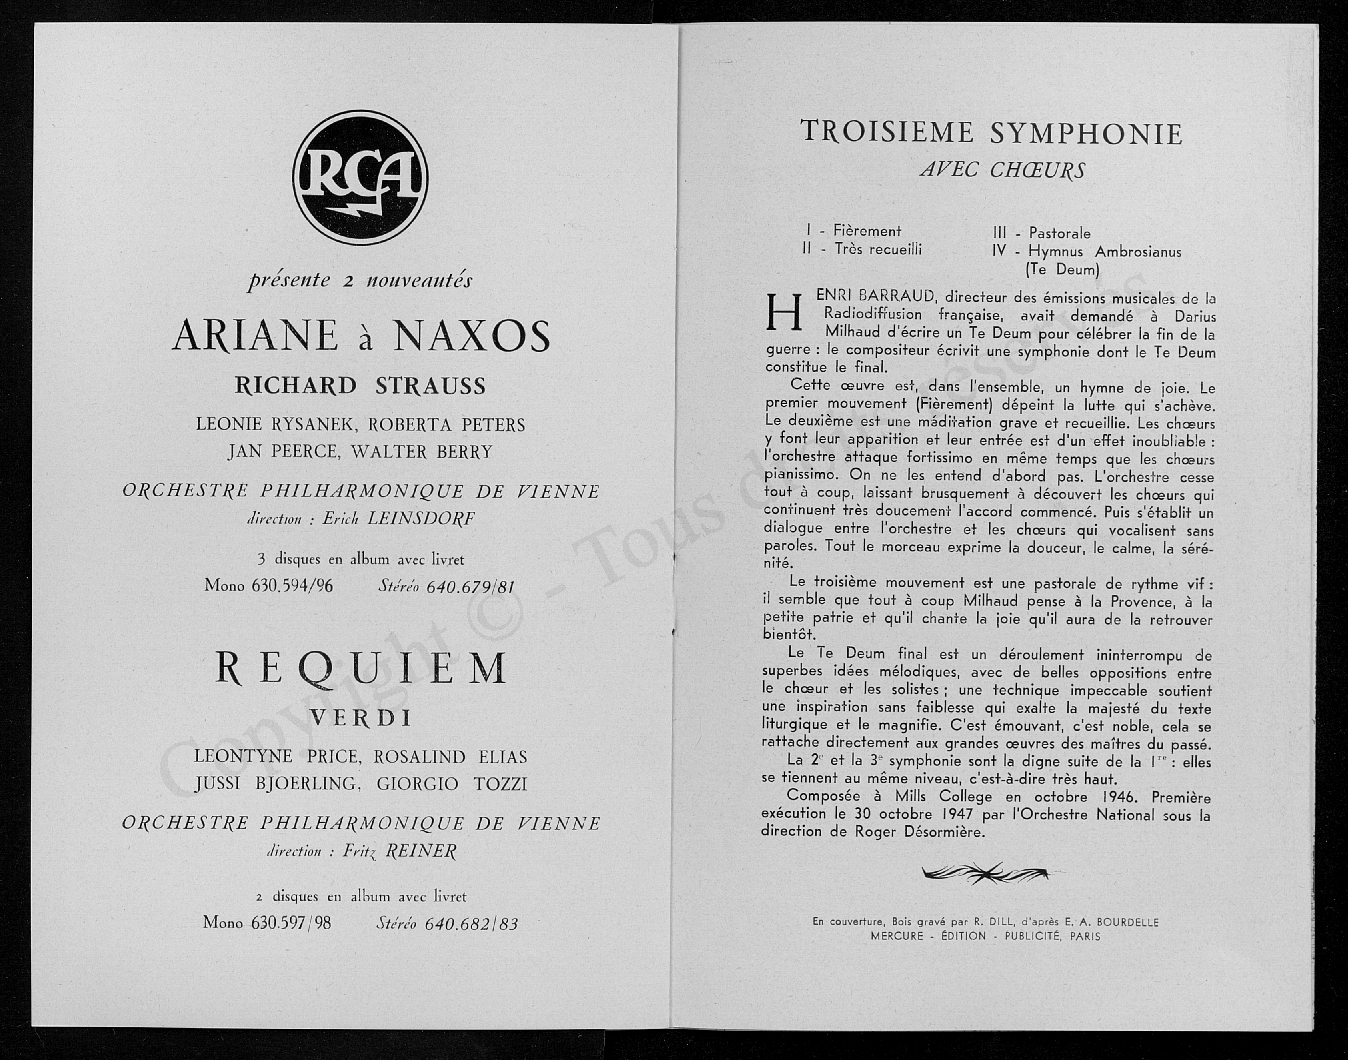 RCA
présente 2 nouveautés
ARIANE à NAXOS
RICHARD STRAUSS
LEONIE RYSANEK, ROBERTA PETERS
JAN PEERCE, WALTER BERRY
ORCHESTRE PHILHARMONIQUE DE VIENNE
direction : Erich LEINSDORF
3 disques en album avec livret
Mono 630.594/96 Stéréo 640.679/81
REQUIEM
VERDI
LEONTYNE PRICE, ROSALIND ELIAS
JUSSI BJOERLING, GIORGIO TOZZI
ORCHESTRE PHILHARMONIQUE DE VIENNE
direction : Fritz REINER
2 disques en album avec livret
Mono 630.597/98 Stéréo 640.682/83
TROISIEME SYMPHONIE
AVEC CHŒURS
I - Fièrement
II - Très recueilli
III - Pastorale
IV - Hymnus Ambrosianus
(Te Deum)
HENRI BARRAUD, directeur des émissions musicales de la
Radiodiffusion française, avait demandé à Darius
Milhaud d'écrire un Te Deum pour célébrer la fin de la
guerre : le compositeur écrivit une symphonie dont le Te Deum
constitue le final.
Cette œuvre est, dans l'ensemble, un hymne de joie. Le
premier mouvement (Fièrement) dépeint la lutte qui s'achève.
Le deuxième est une máditation grave et recueillie. Les chœurs
y font leur apparition et leur entrée est d'un effet inoubliable :
l'orchestre attaque fortissimo en même temps que les chœurs
pianissimo. On ne les entend d'abord pas. L'orchestre cesse
tout à coup, laissant brusquement à découvert les chœurs qui
continuent très doucement l'accord commencé. Puis s'établit un
dialogue entre l'orchestre et les chœurs qui vocalisent sans
paroles. Tout le morceau exprime la douceur, le calme, la séré-
nité.
Le troisième mouvement est une pastorale de rythme vif :
il semble que tout à coup Milhaud pense à la Provence, à la
petite patrie et qu'il chante la joie qu'il aura de la retrouver
bientôt.
Le Te Deum final est un déroulement ininterrompu de
superbes idées mélodiques, avec de belles oppositions entre
le chœur et les solistes ; une technique impeccable soutient
une inspiration sans faiblesse qui exalte la majesté du texte
liturgique et le magnifie. C'est émouvant, c'est noble, cela se
rattache directement aux grandes œuvres des maîtres du passé.
La 2e et la 3e symphonie sont la digne suite de la 1re : elles
se tiennent au même niveau, c'est-à-dire très haut.
Composée à Mills College en octobre 1946. Première
exécution le 30 octobre 1947 par l'Orchestre National sous la
direction de Roger Désormière.
En couverture, Bois gravé par R. DILL, d'après E. A. BOURDELLE
MERCURE - ÉDITION - PUBLICITÉ, PARIS
Copyright © - Tous droits réservés.